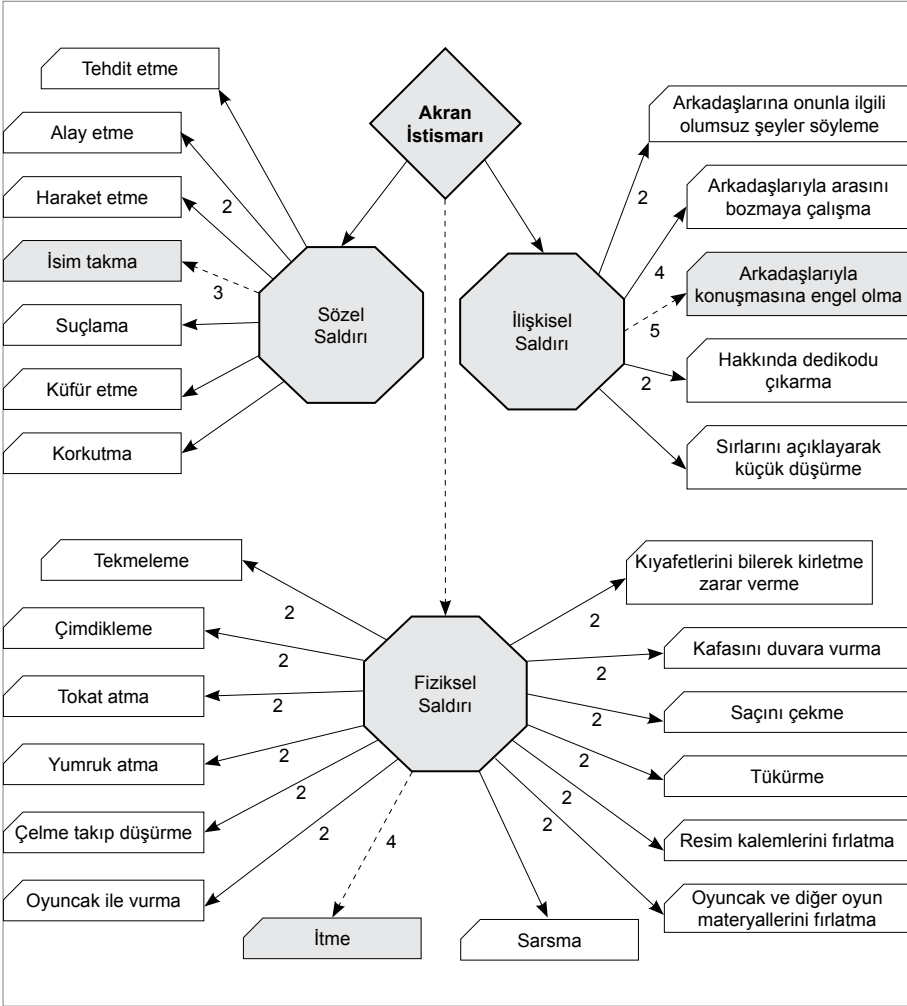 Tehdit etme
Alay etme
Haraket etme
2
İsim takma
3
Suçlama
Küfür etme
Korkutma
Sözel
Saldırı
Akran
İstismarı
Arkadaşlarına onunla ilgili
olumsuz şeyler söyleme
2
Arkadaşlarıyla arasını
bozmaya çalışma
4
Arkadaşlarıyla
konuşmasına engel olma
5
İlişkisel
Saldırı
Hakkında dedikodu
çıkarma
2
Sırlarını açıklayarak
küçük düşürme
Tekmeleme
2
Çimdikleme
2
Tokat atma
2
Yumruk atma
2
Çelme takıp düşürme
2
Oyuncak ile vurma
2
İtme
4
Fiziksel
Saldırı
Kıyafetlerini bilerek kirletme
zarar verme
2
Kafasını duvara vurma
2
Saçını çekme
2
Tükürme
2
Resim kalemlerini fırlatma
2
Oyuncak ve diğer oyun
materyallerini fırlatma
2
Sarsma